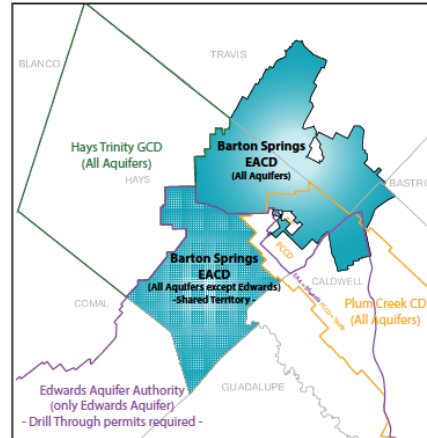 TRAVIS
BLANCO
Hays Trinity GCD
(All Aquifers)
HAYS
Barton Springs
EACD
(All Aquifers)
BASTRO
PCCD
Barton Springs
EACD
(All Aquifers except Edwards)
-Shared Territory-
CALDWELL
COMAL
Plum Creek CD
(All Aquifers)
GUADALUPE
Edwards Aquifer Authority
(only Edwards Aquifer)
- Drill Through permits required -